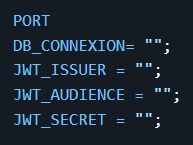 PORT
DB_CONNEXION= "";
JWT_ISSUER = "";
JWT_AUDIENCE = "";
JWT_SECRET = "";